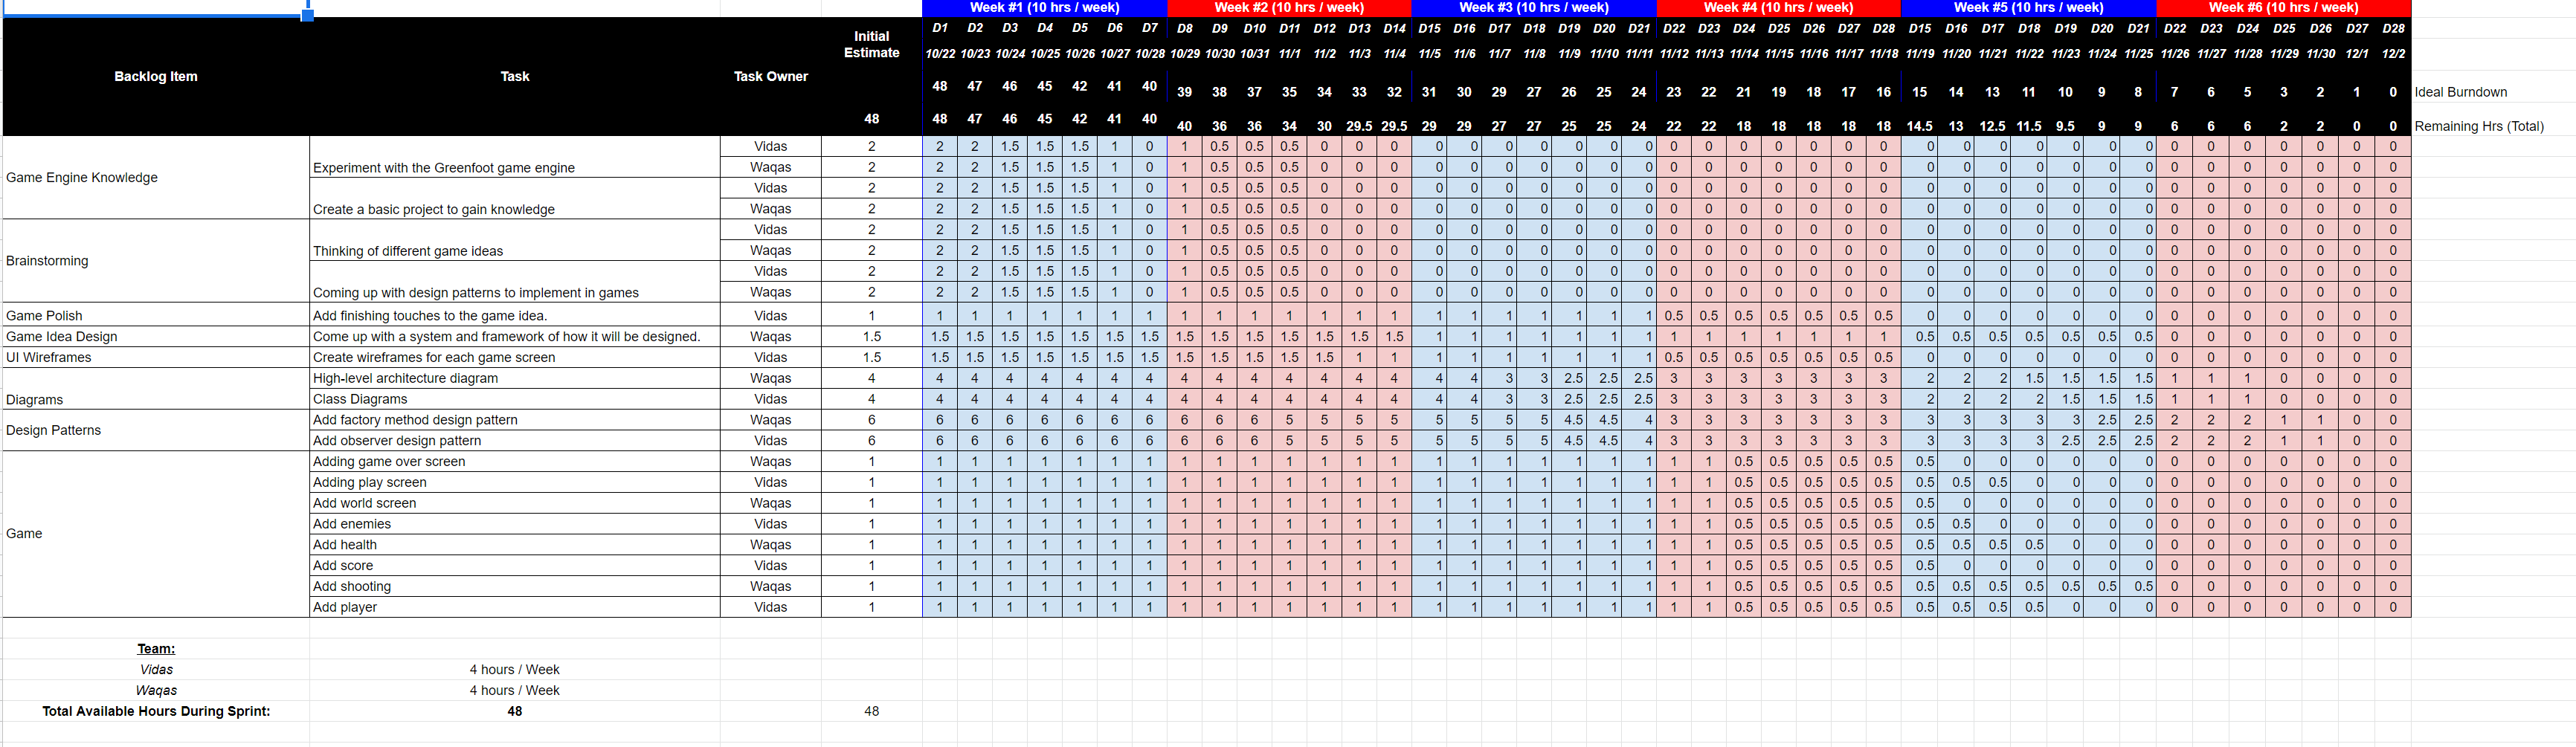 Week #1 (10 hrs / week) Week #2 (10 hrs / week) Week #3 (10 hrs / week) Week #4 (10 hrs / week) Week #5 (10 hrs / week) Week #6 (10 hrs / week)
Backlog Item Task Task Owner Initial Estimate 48
D1 D2 D3 D4 D5 D6 D7 D8 D9 D10 D11 D12 D13 D14 D15 D16 D17 D18 D19 D20 D21 D22 D23 D24 D25 D26 D27 D28 D15 D16 D17 D18 D19 D20 D21 D22 D23 D24 D25 D26 D27 D28
10/22 10/23 10/24 10/25 10/26 10/27 10/28 10/29 10/30 10/31 11/1 11/2 11/3 11/4 11/5 11/6 11/7 11/8 11/9 11/10 11/11 11/12 11/13 11/14 11/15 11/16 11/17 11/18 11/19 11/20 11/21 11/22 11/23 11/24 11/25 11/26 11/27 11/28 11/29 11/30 12/1 12/2
48 47 46 45 42 41 40 39 38 37 35 34 33 32 31 30 29 27 26 25 24 23 22 21 19 18 17 16 15 14 13 11 10 9 8 7 6 5 3 2 1 0 Ideal Burndown
48 47 46 45 42 41 40 40 36 36 34 30 29.5 29.5 29 29 27 27 25 25 24 22 22 18 18 18 18 18 14.5 13 12.5 11.5 9.5 9 9 6 6 6 2 2 0 0 Remaining Hrs (Total)
Game Engine Knowledge
Vidas 2 2 2 1.5 1.5 1.5 1 0 1 0.5 0.5 0.5 0 0 0 0 0 0 0 0 0 0 0 0 0 0 0 0 0 0 0 0 0 0 0 0 0 0 0 0 0 0 0
Experiment with the Greenfoot game engine Waqas 2 2 2 1.5 1.5 1.5 1 0 1 0.5 0.5 0.5 0 0 0 0 0 0 0 0 0 0 0 0 0 0 0 0 0 0 0 0 0 0 0 0 0 0 0 0 0 0 0
Vidas 2 2 2 1.5 1.5 1.5 1 0 1 0.5 0.5 0.5 0 0 0 0 0 0 0 0 0 0 0 0 0 0 0 0 0 0 0 0 0 0 0 0 0 0 0 0 0 0 0
Create a basic project to gain knowledge Waqas 2 2 2 1.5 1.5 1.5 1 0 1 0.5 0.5 0.5 0 0 0 0 0 0 0 0 0 0 0 0 0 0 0 0 0 0 0 0 0 0 0 0 0 0 0 0 0 0 0
Brainstorming
Vidas 2 2 2 1.5 1.5 1.5 1 0 1 0.5 0.5 0.5 0 0 0 0 0 0 0 0 0 0 0 0 0 0 0 0 0 0 0 0 0 0 0 0 0 0 0 0 0 0 0
Thinking of different game ideas Waqas 2 2 2 1.5 1.5 1.5 1 0 1 0.5 0.5 0.5 0 0 0 0 0 0 0 0 0 0 0 0 0 0 0 0 0 0 0 0 0 0 0 0 0 0 0 0 0 0 0
Vidas 2 2 2 1.5 1.5 1.5 1 0 1 0.5 0.5 0.5 0 0 0 0 0 0 0 0 0 0 0 0 0 0 0 0 0 0 0 0 0 0 0 0 0 0 0 0 0 0 0
Coming up with design patterns to implement in games Waqas 2 2 2 1.5 1.5 1.5 1 0 1 0.5 0.5 0.5 0 0 0 0 0 0 0 0 0 0 0 0 0 0 0 0 0 0 0 0 0 0 0 0 0 0 0 0 0 0 0
Game Polish Add finishing touches to the game idea. Vidas 1 1 1 1 1 1 1 1 1 1 1 1 1 1 1 1 1 1 1 1 1 1 0.5 0.5 0.5 0.5 0.5 0.5 0.5 0 0 0 0 0 0 0 0 0 0 0 0 0 0
Game Idea Design Come up with a system and framework of how it will be designed. Waqas 1.5 1.5 1.5 1.5 1.5 1.5 1.5 1.5 1.5 1.5 1.5 1.5 1.5 1.5 1.5 1 1 1 1 1 1 1 1 1 1 1 1 1 1 0.5 0.5 0.5 0.5 0.5 0.5 0.5 0 0 0 0 0 0 0
UI Wireframes Create wireframes for each game screen Vidas 1.5 1.5 1.5 1.5 1.5 1.5 1.5 1.5 1.5 1.5 1.5 1.5 1.5 1 1 1 1 1 1 1 1 1 0.5 0.5 0.5 0.5 0.5 0.5 0.5 0 0 0 0 0 0 0 0 0 0 0 0 0 0
Diagrams
High-level architecture diagram Waqas 4 4 4 4 4 4 4 4 4 4 4 4 4 4 4 4 4 3 3 2.5 2.5 2.5 3 3 3 3 3 3 3 2 2 2 1.5 1.5 1.5 1.5 1 1 1 0 0 0 0
Class Diagrams Vidas 4 4 4 4 4 4 4 4 4 4 4 4 4 4 4 4 4 3 3 2.5 2.5 2.5 3 3 3 3 3 3 3 2 2 2 2 1.5 1.5 1.5 1 1 1 0 0 0 0
Design Patterns
Add factory method design pattern Waqas 6 6 6 6 6 6 6 6 6 6 6 5 5 5 5 5 5 5 5 4.5 4.5 4 3 3 3 3 3 3 3 3 3 3 3 3 2.5 2.5 2 2 2 1 1 0 0
Add observer design pattern Vidas 6 6 6 6 6 6 6 6 6 6 6 5 5 5 5 5 5 5 5 4.5 4.5 4 3 3 3 3 3 3 3 3 3 3 3 2.5 2.5 2.5 2 2 2 1 1 0 0
Game
Adding game over screen Waqas 1 1 1 1 1 1 1 1 1 1 1 1 1 1 1 1 1 1 1 1 1 1 1 1 0.5 0.5 0.5 0.5 0.5 0.5 0 0 0 0 0 0 0 0 0 0 0 0 0
Adding play screen Vidas 1 1 1 1 1 1 1 1 1 1 1 1 1 1 1 1 1 1 1 1 1 1 1 1 0.5 0.5 0.5 0.5 0.5 0.5 0.5 0.5 0 0 0 0 0 0 0 0 0 0 0
Add world screen Waqas 1 1 1 1 1 1 1 1 1 1 1 1 1 1 1 1 1 1 1 1 1 1 1 1 0.5 0.5 0.5 0.5 0.5 0.5 0 0 0 0 0 0 0 0 0 0 0 0 0
Add enemies Vidas 1 1 1 1 1 1 1 1 1 1 1 1 1 1 1 1 1 1 1 1 1 1 1 1 0.5 0.5 0.5 0.5 0.5 0.5 0.5 0 0 0 0 0 0 0 0 0 0 0 0
Add health Waqas 1 1 1 1 1 1 1 1 1 1 1 1 1 1 1 1 1 1 1 1 1 1 1 1 0.5 0.5 0.5 0.5 0.5 0.5 0.5 0.5 0.5 0 0 0 0 0 0 0 0 0 0
Add score Vidas 1 1 1 1 1 1 1 1 1 1 1 1 1 1 1 1 1 1 1 1 1 1 1 1 0.5 0.5 0.5 0.5 0.5 0.5 0 0 0 0 0 0 0 0 0 0 0 0 0
Add shooting Waqas 1 1 1 1 1 1 1 1 1 1 1 1 1 1 1 1 1 1 1 1 1 1 1 1 0.5 0.5 0.5 0.5 0.5 0.5 0.5 0.5 0.5 0.5 0.5 0.5 0 0 0 0 0 0 0
Add player Vidas 1 1 1 1 1 1 1 1 1 1 1 1 1 1 1 1 1 1 1 1 1 1 1 1 0.5 0.5 0.5 0.5 0.5 0.5 0.5 0.5 0.5 0 0 0 0 0 0 0 0 0 0
Team:
Vidas 4 hours / Week
Waqas 4 hours / Week
Total Available Hours During Sprint: 48 48